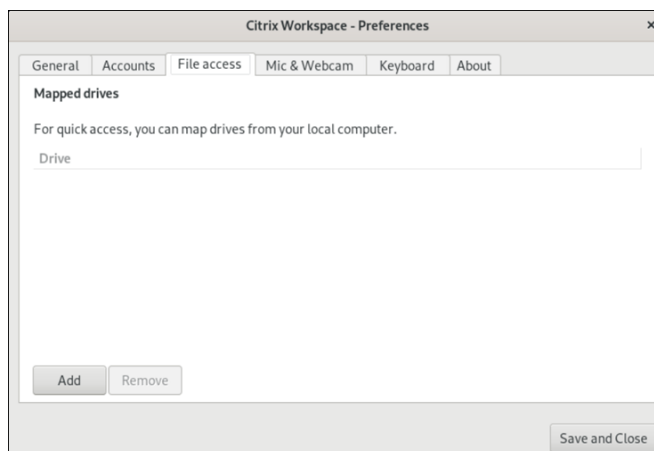 Citrix Workspace - Preferences ×
General Accounts File access Mic & Webcam Keyboard About
Mapped drives
For quick access, you can map drives from your local computer.
Drive
Add Remove
Save and Close